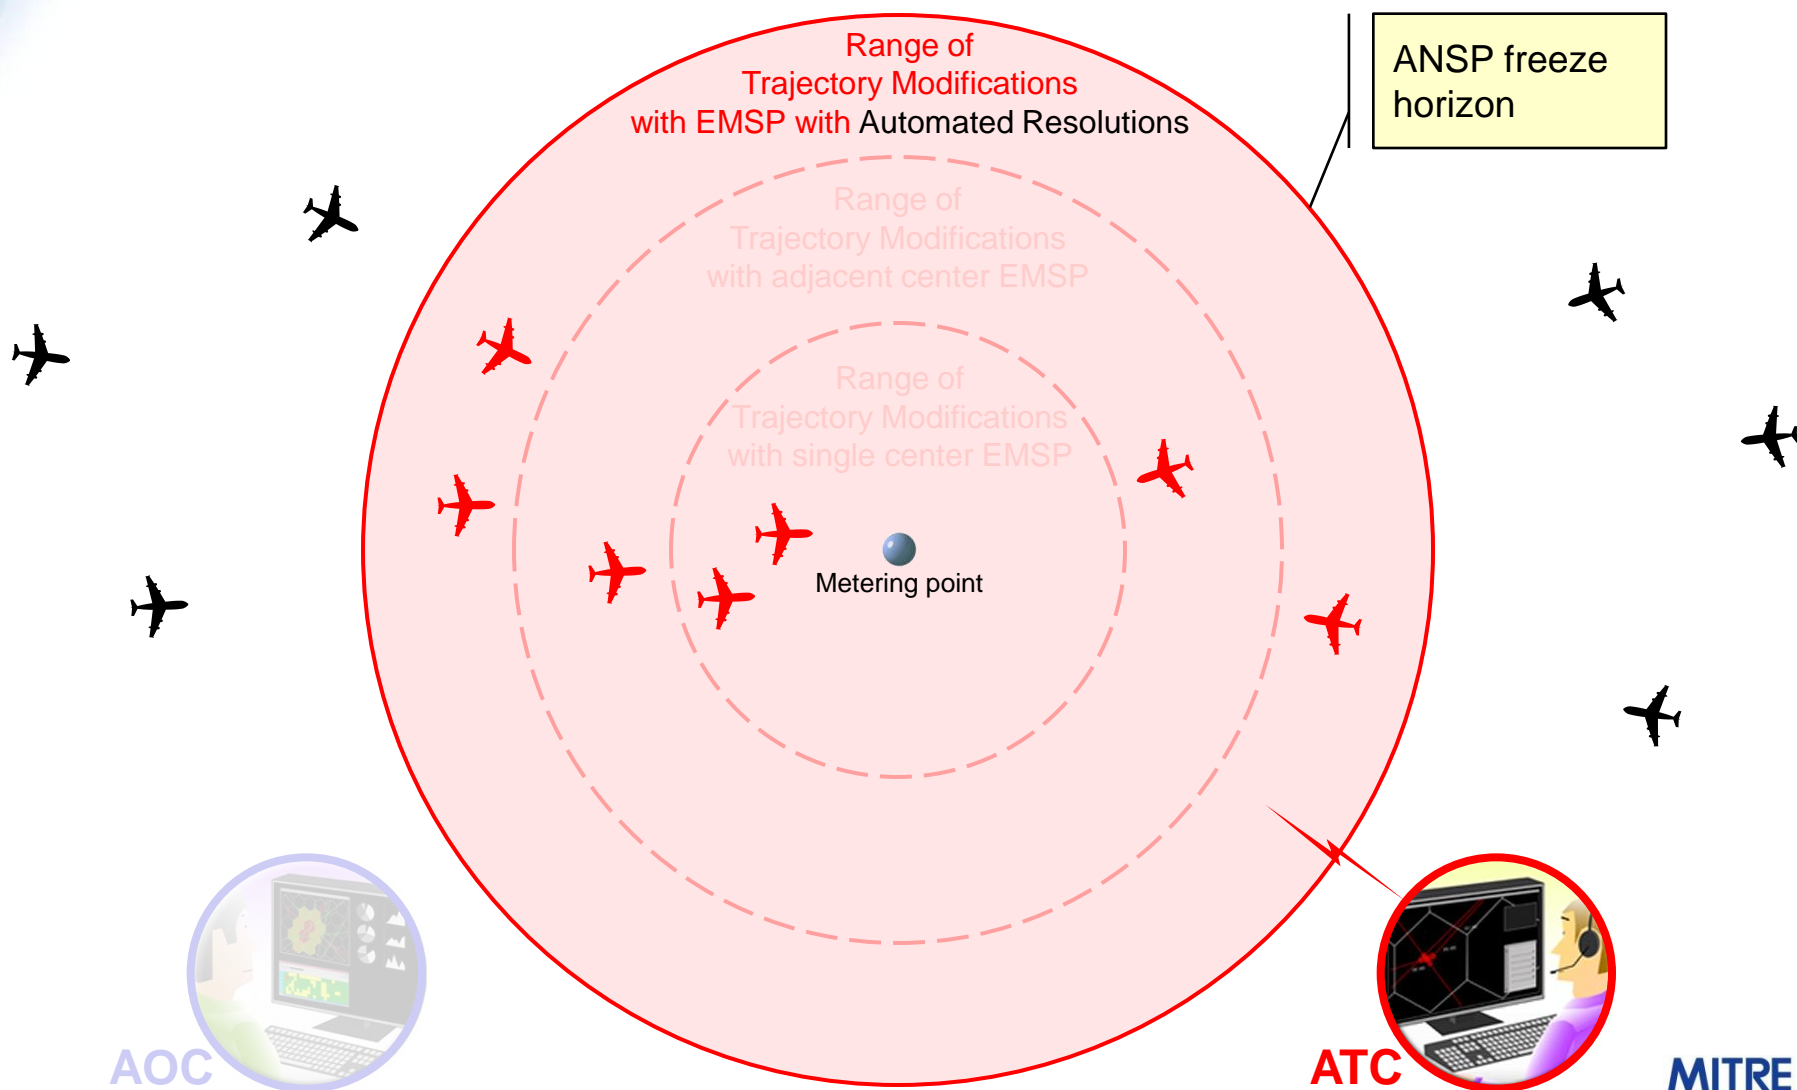 Range of
Trajectory Modifications
with EMSP with Automated Resolutions
ANSP freeze
horizon
Range of
Trajectory Modifications
with adjacent center EMSP
Range of
Trajectory Modifications
with single center EMSP
Metering point
AOC
ATC
MITRE